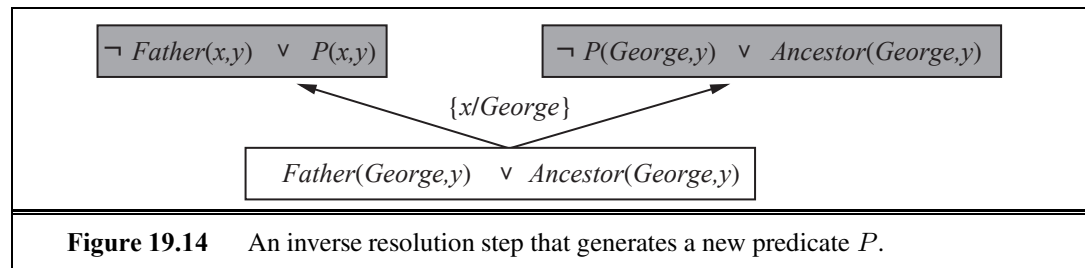 ¬ Father(x,y) ∨ P(x,y) ¬ P(George,y) ∨ Ancestor(George,y)
{x/George}
Father(George,y) ∨ Ancestor(George,y)
Figure 19.14 An inverse resolution step that generates a new predicate P.